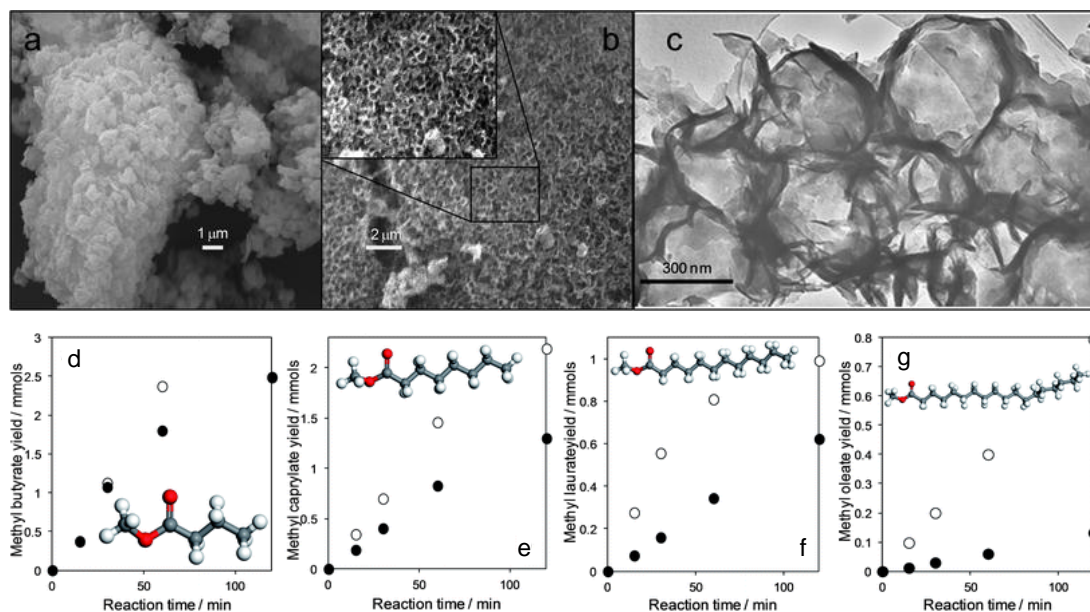 a
1 μm
b
2 μm
c
300 nm
d
Methyl butyrate yield / mmols
3
2.5
2
1.5
1
0.5
0
0
50
100
Reaction time / min
e
Methyl caprylate yield / mmols
2
1.5
1
0.5
0
0
50
100
Reaction time / min
f
Methyl laurateyield / mmols
1
0.8
0.6
0.4
0.2
0
0
50
100
Reaction time / min
g
Methyl oleate yield / mmols
0.8
0.7
0.6
0.5
0.4
0.3
0.2
0.1
0
0
50
100
Reaction time / min